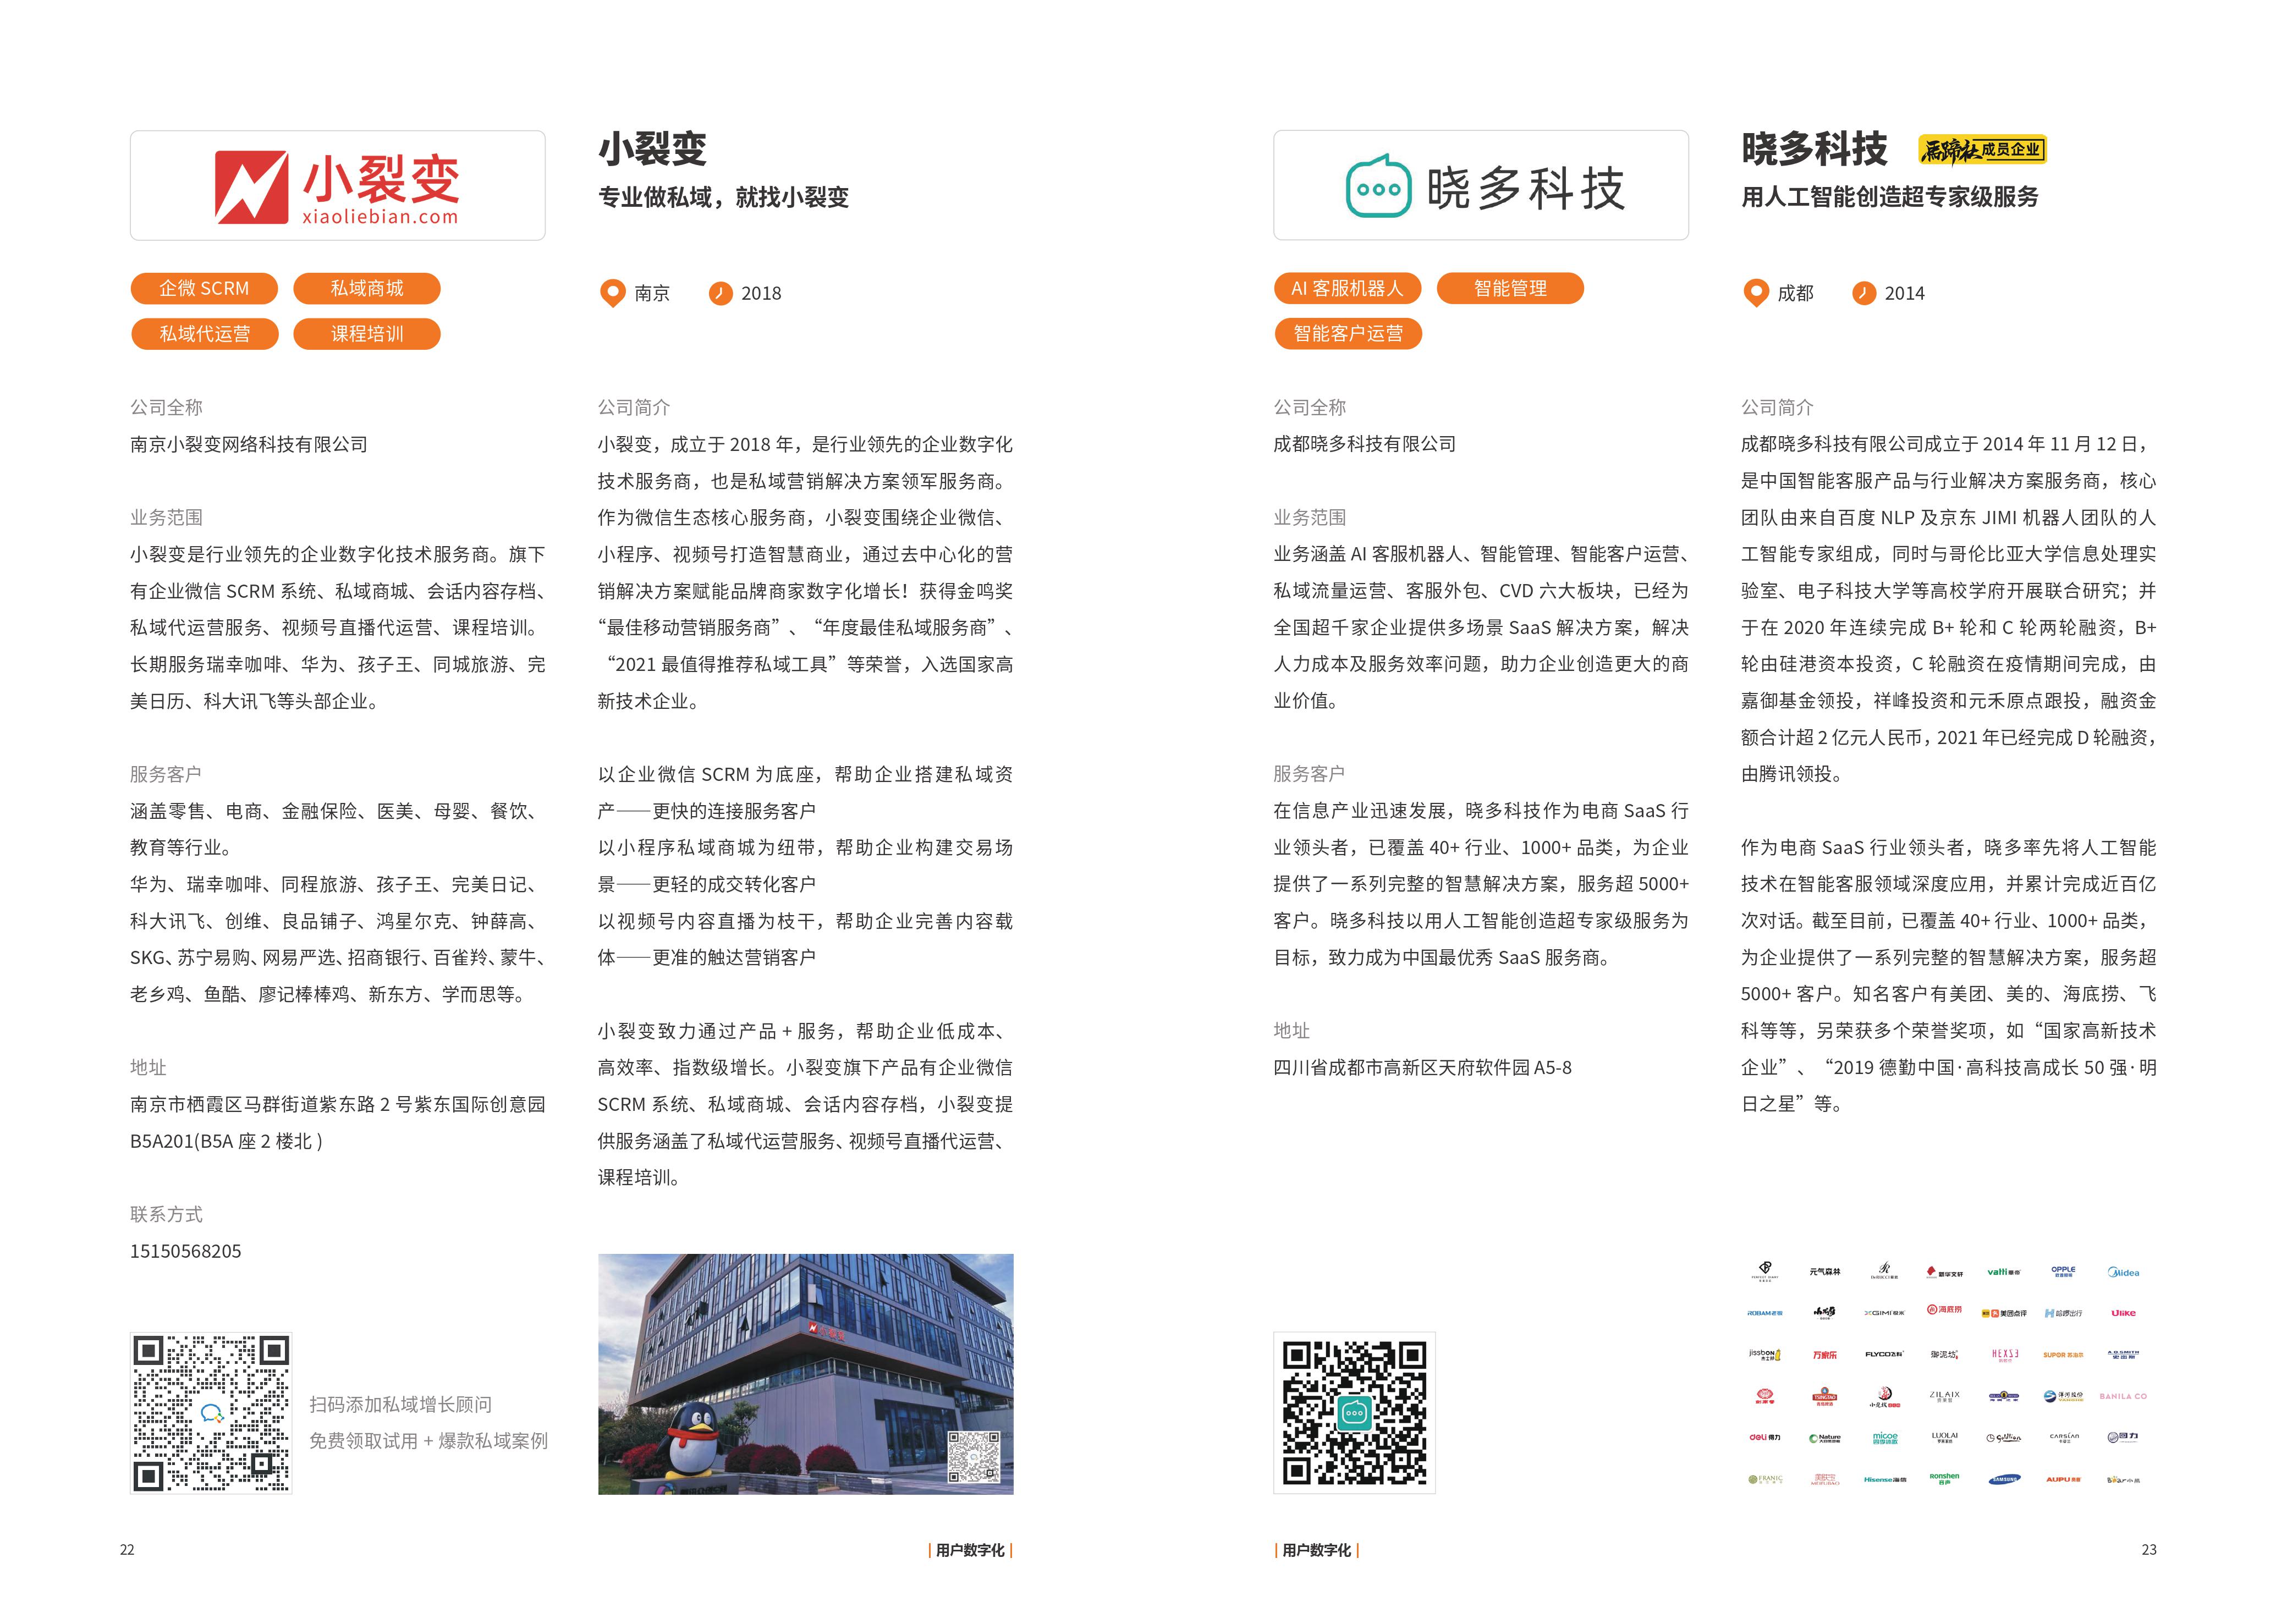 小裂变
xiaoliebian.com
企微 SCRM
私域商城
私域代运营
课程培训
公司全称
南京小裂变网络科技有限公司
业务范围
小裂变是行业领先的企业数字化技术服务商。旗下
有企业微信 SCRM 系统、私域商城、会话内容存档、
私域代运营服务、视频号直播代运营、课程培训。
长期服务瑞幸咖啡、华为、孩子王、同城旅游、完
美日历、科大讯飞等头部企业。
服务客户
涵盖零售、电商、金融保险、医美、母婴、餐饮、
教育等行业。
华为、瑞幸咖啡、同程旅游、孩子王、完美日记、
科大讯飞、创维、良品铺子、鸿星尔克、钟薛高、
SKG、苏宁易购、网易严选、招商银行、百雀羚、蒙牛、
老乡鸡、鱼酷、廖记棒棒鸡、新东方、学而思等。
地址
南京市栖霞区马群街道紫东路 2 号紫东国际创意园
B5A201(B5A 座 2 楼北 )
联系方式
15150568205
扫码添加私域增长顾问
免费领取试用 + 爆款私域案例
22
小裂变
专业做私域，就找小裂变
南京
2018
公司简介
小裂变，成立于 2018 年，是行业领先的企业数字化
技术服务商，也是私域营销解决方案领军服务商。
作为微信生态核心服务商，小裂变围绕企业微信、
小程序、视频号打造智慧商业，通过去中心化的营
销解决方案赋能品牌商家数字化增长！获得金鸣奖
“最佳移动营销服务商”、“年度最佳私域服务商”、
“2021 最值得推荐私域工具”等荣誉，入选国家高
新技术企业。
以企业微信 SCRM 为底座，帮助企业搭建私域资
产——更快的连接服务客户
以小程序私域商城为纽带，帮助企业构建交易场
景——更轻的成交转化客户
以视频号内容直播为枝干，帮助企业完善内容载
体——更准的触达营销客户
小裂变致力通过产品 + 服务，帮助企业低成本、
高效率、指数级增长。小裂变旗下产品有企业微信
SCRM 系统、私域商城、会话内容存档，小裂变提
供服务涵盖了私域代运营服务、视频号直播代运营、
课程培训。
小裂变
| 用户数字化 |
晓多科技
AI 客服机器人
智能管理
智能客户运营
公司全称
成都晓多科技有限公司
业务范围
业务涵盖 AI 客服机器人、智能管理、智能客户运营、
私域流量运营、客服外包、CVD 六大板块，已经为
全国超千家企业提供多场景 SaaS 解决方案，解决
人力成本及服务效率问题，助力企业创造更大的商
业价值。
服务客户
在信息产业迅速发展，晓多科技作为电商 SaaS 行
业领头者，已覆盖 40+ 行业、1000+ 品类，为企业
提供了一系列完整的智慧解决方案，服务超 5000+
客户。晓多科技以用人工智能创造超专家级服务为
目标，致力成为中国最优秀 SaaS 服务商。
地址
四川省成都市高新区天府软件园 A5-8
| 用户数字化 |
晓多科技
马蹄社成员企业
用人工智能创造超专家级服务
成都
2014
公司简介
成都晓多科技有限公司成立于 2014 年 11 月 12 日，
是中国智能客服产品与行业解决方案服务商，核心
团队由来自百度 NLP 及京东 JIMI 机器人团队的人
工智能专家组成，同时与哥伦比亚大学信息处理实
验室、电子科技大学等高校学府开展联合研究；并
于在 2020 年连续完成 B+ 轮和 C 轮两轮融资，B+
轮由硅港资本投资，C 轮融资在疫情期间完成，由
嘉御基金领投，祥峰投资和元禾原点跟投，融资金
额合计超 2 亿元人民币，2021 年已经完成 D 轮融资，
由腾讯领投。
作为电商 SaaS 行业领头者，晓多率先将人工智能
技术在智能客服领域深度应用，并累计完成近百亿
次对话。截至目前，已覆盖 40+ 行业、1000+ 品类，
为企业提供了一系列完整的智慧解决方案，服务超
5000+ 客户。知名客户有美团、美的、海底捞、飞
科等等，另荣获多个荣誉奖项，如“国家高新技术
企业”、“2019 德勤中国·高科技高成长 50 强·明
日之星”等。
元气森林 新华文轩 vatti OPPLE Midea
ROBAM老板 XGIMI 海底捞 美团点评 哈啰出行 Ulike
jissbon 万家乐 FLYCO 御泥坊 SUPOR 苏泊尔 A.O.SMITH
TSINGTAO 小龙坎 ZILAIX 洋河股份 BANILA CO
deli 得力 Nature micoe LUOLAI CARSLAN 回力
FRANIC Hisense 海信 Ronshen 容声 SAMSUNG AUPU
23